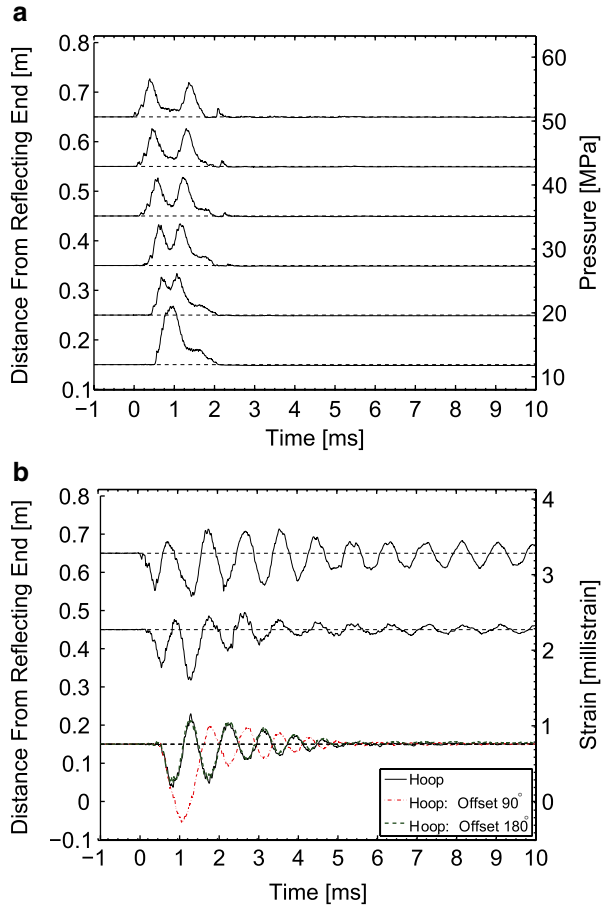 a
0.8
0.7
0.6
0.5
0.4
0.3
0.2
0.1
60
50
40
30
20
10
−1 0 1 2 3 4 5 6 7 8 9 10
Distance From Reflecting End [m]
Pressure [MPa]
Time [ms]
b
0.8
0.7
0.6
0.5
0.4
0.3
0.2
0.1
0
−0.1
4
3
2
1
0
Distance From Reflecting End [m]
Strain [millistrain]
Hoop
Hoop: Offset 90°
Hoop: Offset 180°
−1 0 1 2 3 4 5 6 7 8 9 10
Time [ms]